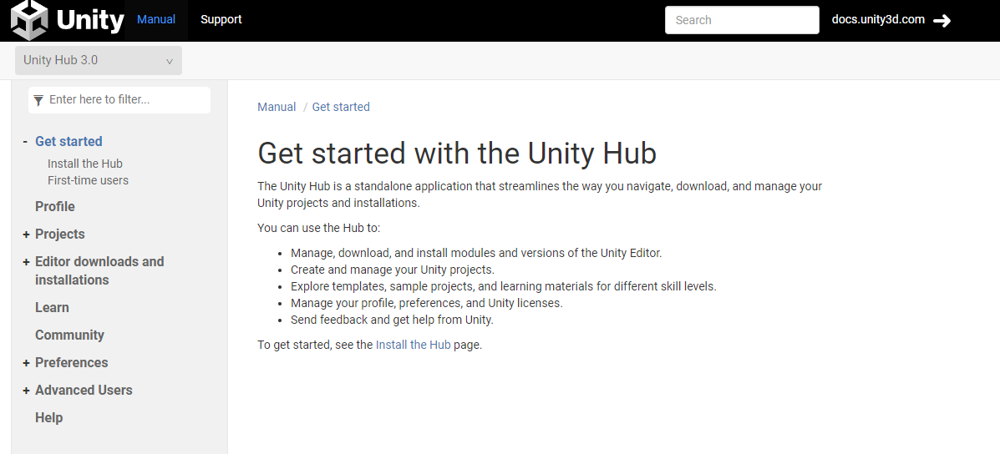 Unity
Manual
Support
Search
docs.unity3d.com
Unity Hub 3.0
Enter here to filter...
- Get started
Install the Hub
First-time users
Profile
+ Projects
+ Editor downloads and
installations
Learn
Community
+ Preferences
+ Advanced Users
Help
Manual / Get started
Get started with the Unity Hub
The Unity Hub is a standalone application that streamlines the way you navigate, download, and manage your
Unity projects and installations.
You can use the Hub to:
• Manage, download, and install modules and versions of the Unity Editor.
• Create and manage your Unity projects.
• Explore templates, sample projects, and learning materials for different skill levels.
• Manage your profile, preferences, and Unity licenses.
• Send feedback and get help from Unity.
To get started, see the Install the Hub page.